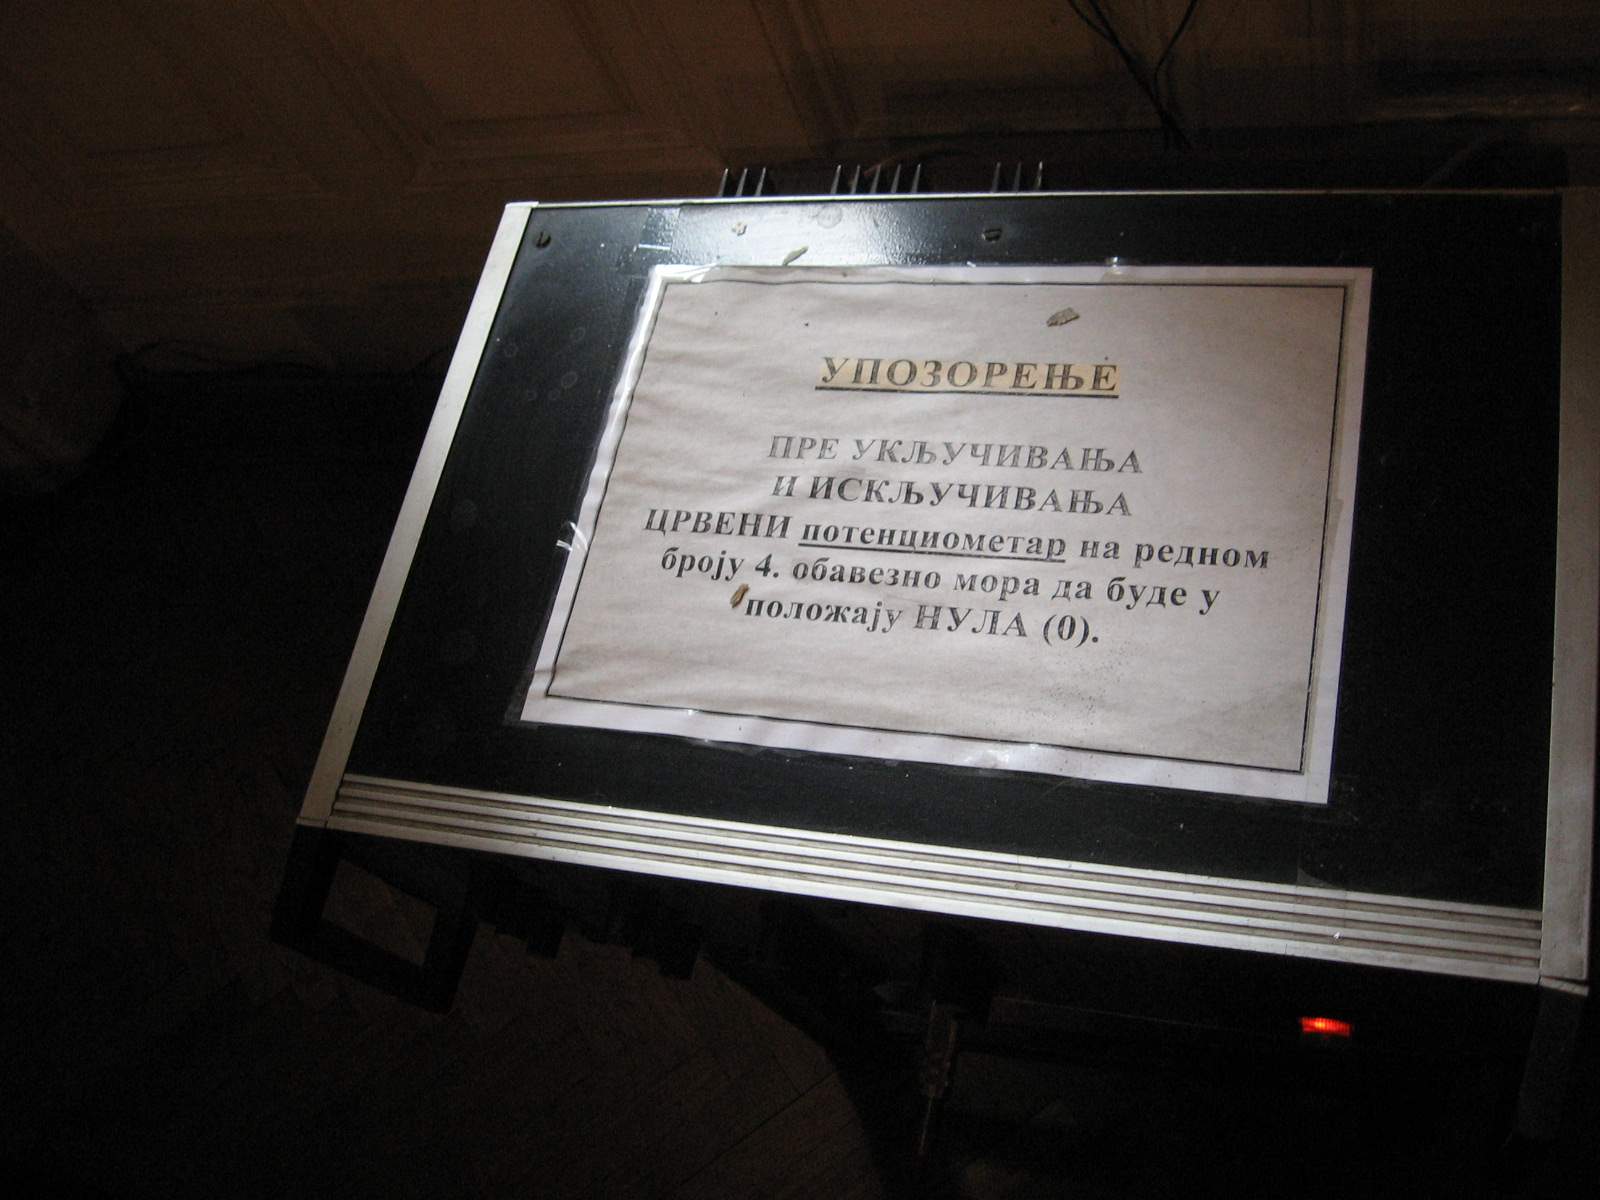 УПОЗОРЕЊЕ
ПРЕ УКЉУЧИВАЊА
И ИСКЉУЧИВАЊА
ЦРВЕНИ потенциометар на редном
броју 4. обавезно мора да буде у
положају НУЛА (0).